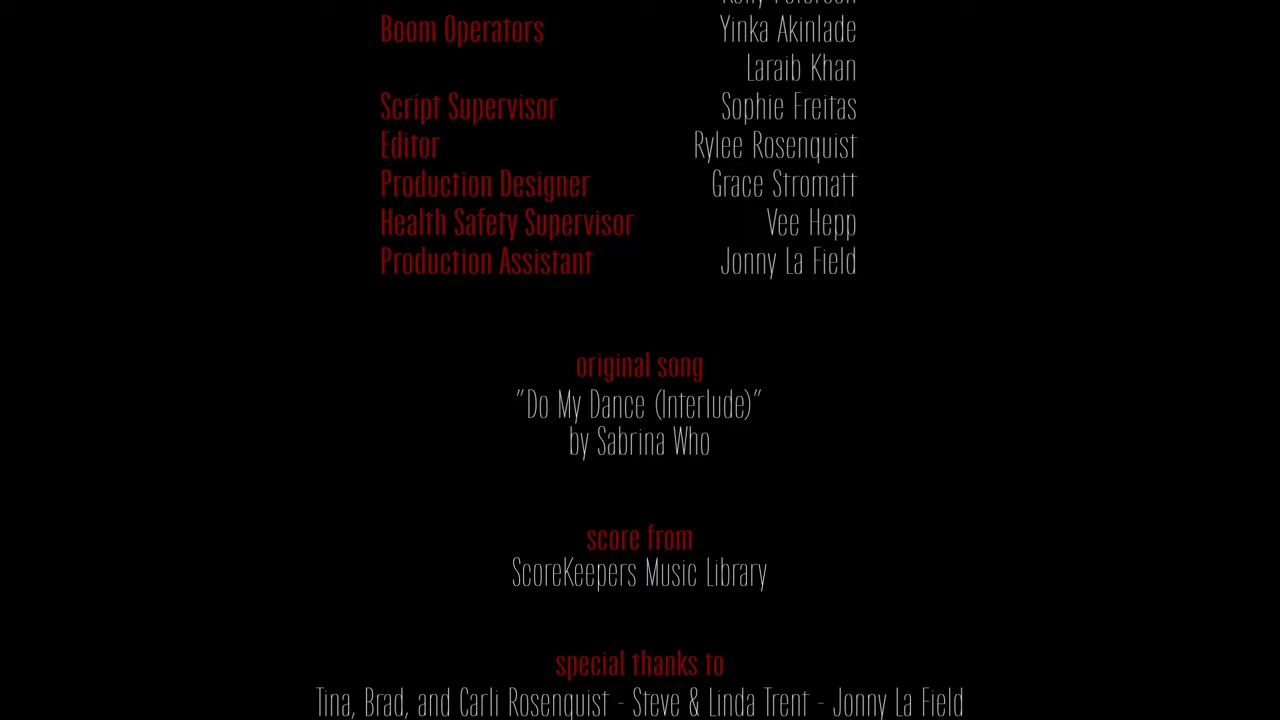 Boom Operators Yinka Akinlade
Laraib Khan
Script Supervisor Sophie Freitas
Editor Rylee Rosenquist
Production Designer Grace Stromatt
Health Safety Supervisor Vee Hepp
Production Assistant Jonny La Field
original song
"Do My Dance (Interlude)"
by Sabrina Who
score from
ScoreKeepers Music Library
special thanks to
Tina, Brad, and Carli Rosenquist - Steve & Linda Trent - Jonny La Field